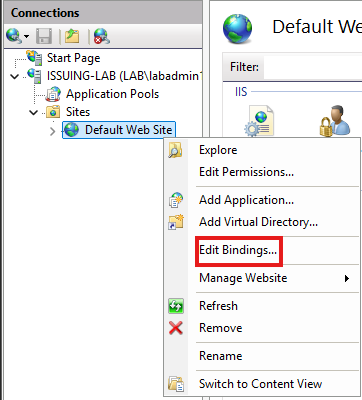 Connections
Start Page
ISSUING-LAB (LAB\labadmin
Application Pools
Sites
Default Web Site
Default Web
Filter:
IIS
Explore
Edit Permissions...
Add Application...
Add Virtual Directory...
Edit Bindings...
Manage Website
Refresh
Remove
Rename
Switch to Content View